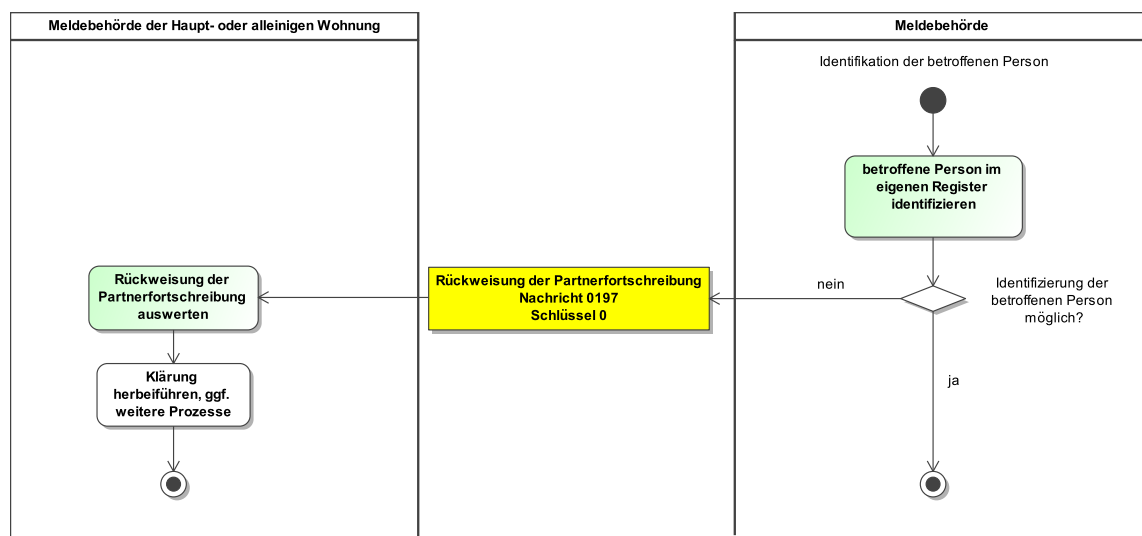 Meldebehörde der Haupt- oder alleinigen Wohnung
Meldebehörde
Identifikation der betroffenen Person
betroffene Person im
eigenen Register
identifizieren
Identifizierung der
betroffenen Person
möglich?
nein
ja
Rückweisung der Partnerfortschreibung
Nachricht 0197
Schlüssel 0
Rückweisung der
Partnerfortschreibung
auswerten
Klärung
herbeiführen, ggf.
weitere Prozesse